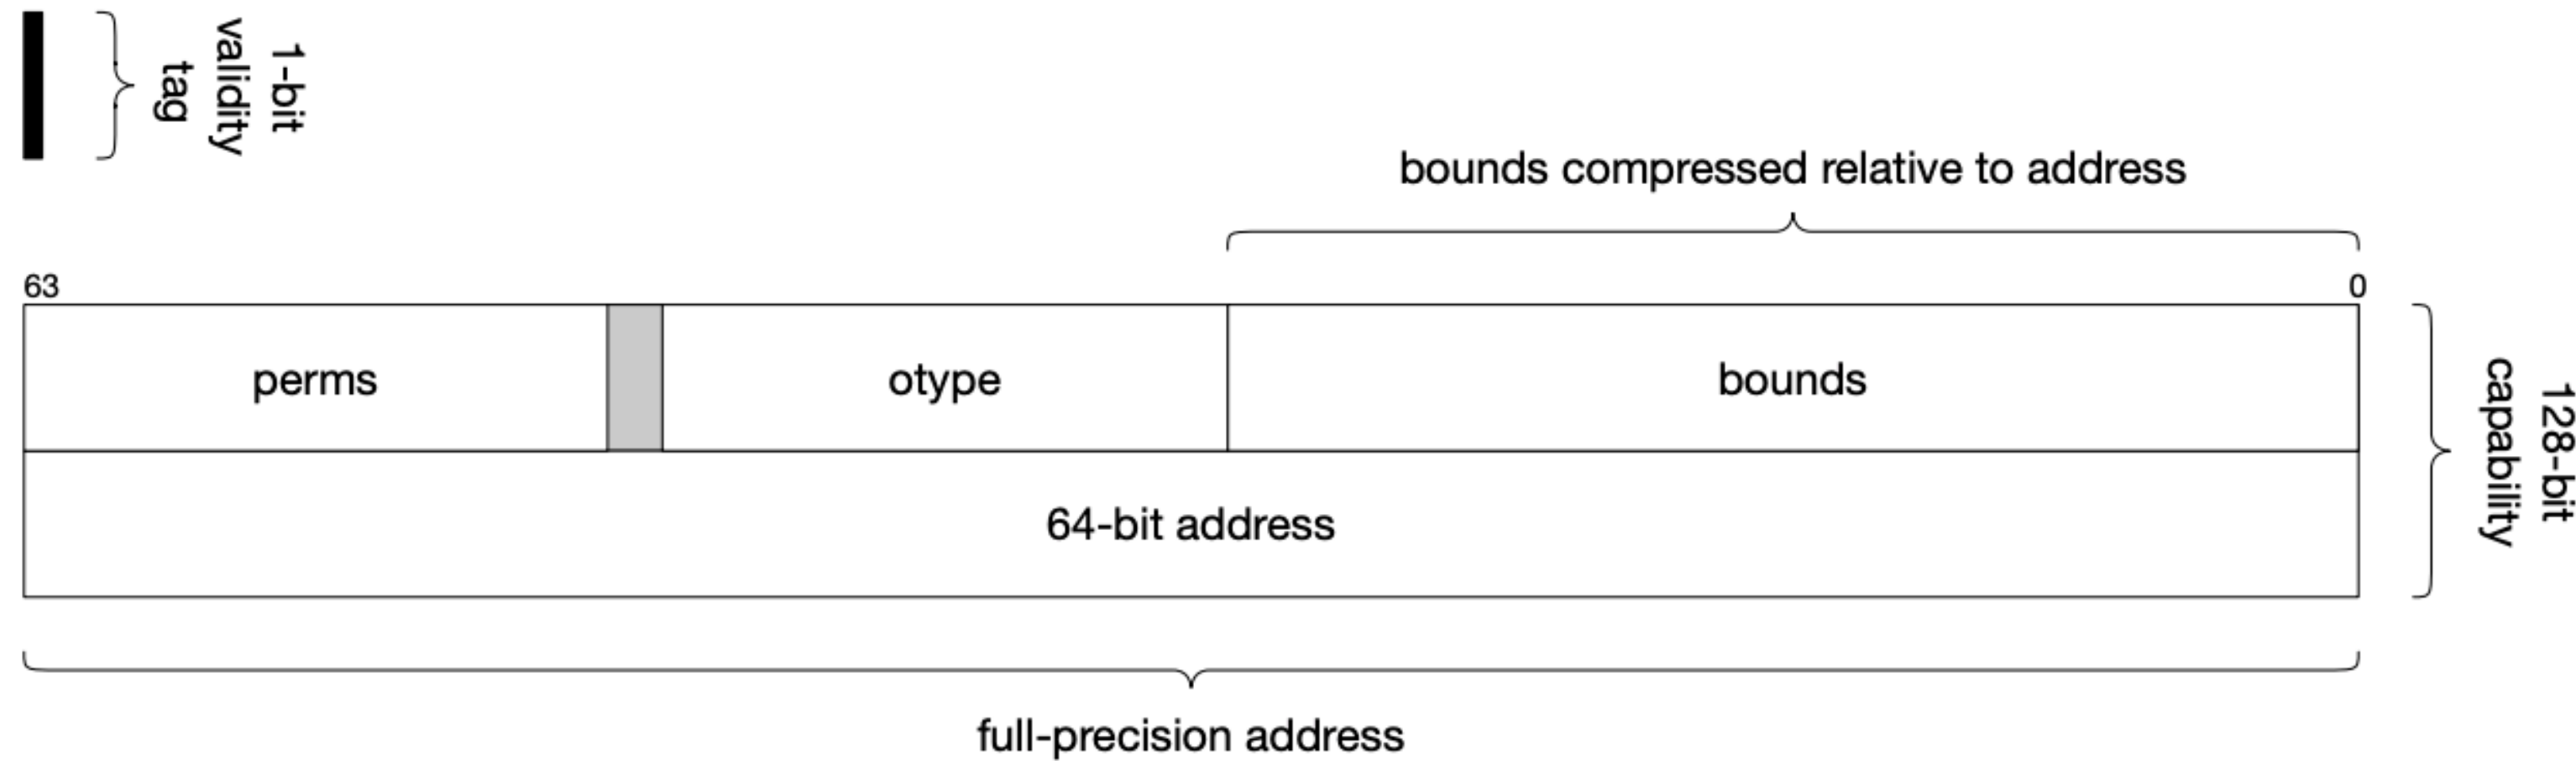 1-bit
validity
tag
bounds compressed relative to address
63
0
perms
otype
bounds
64-bit address
128-bit
capability
full-precision address